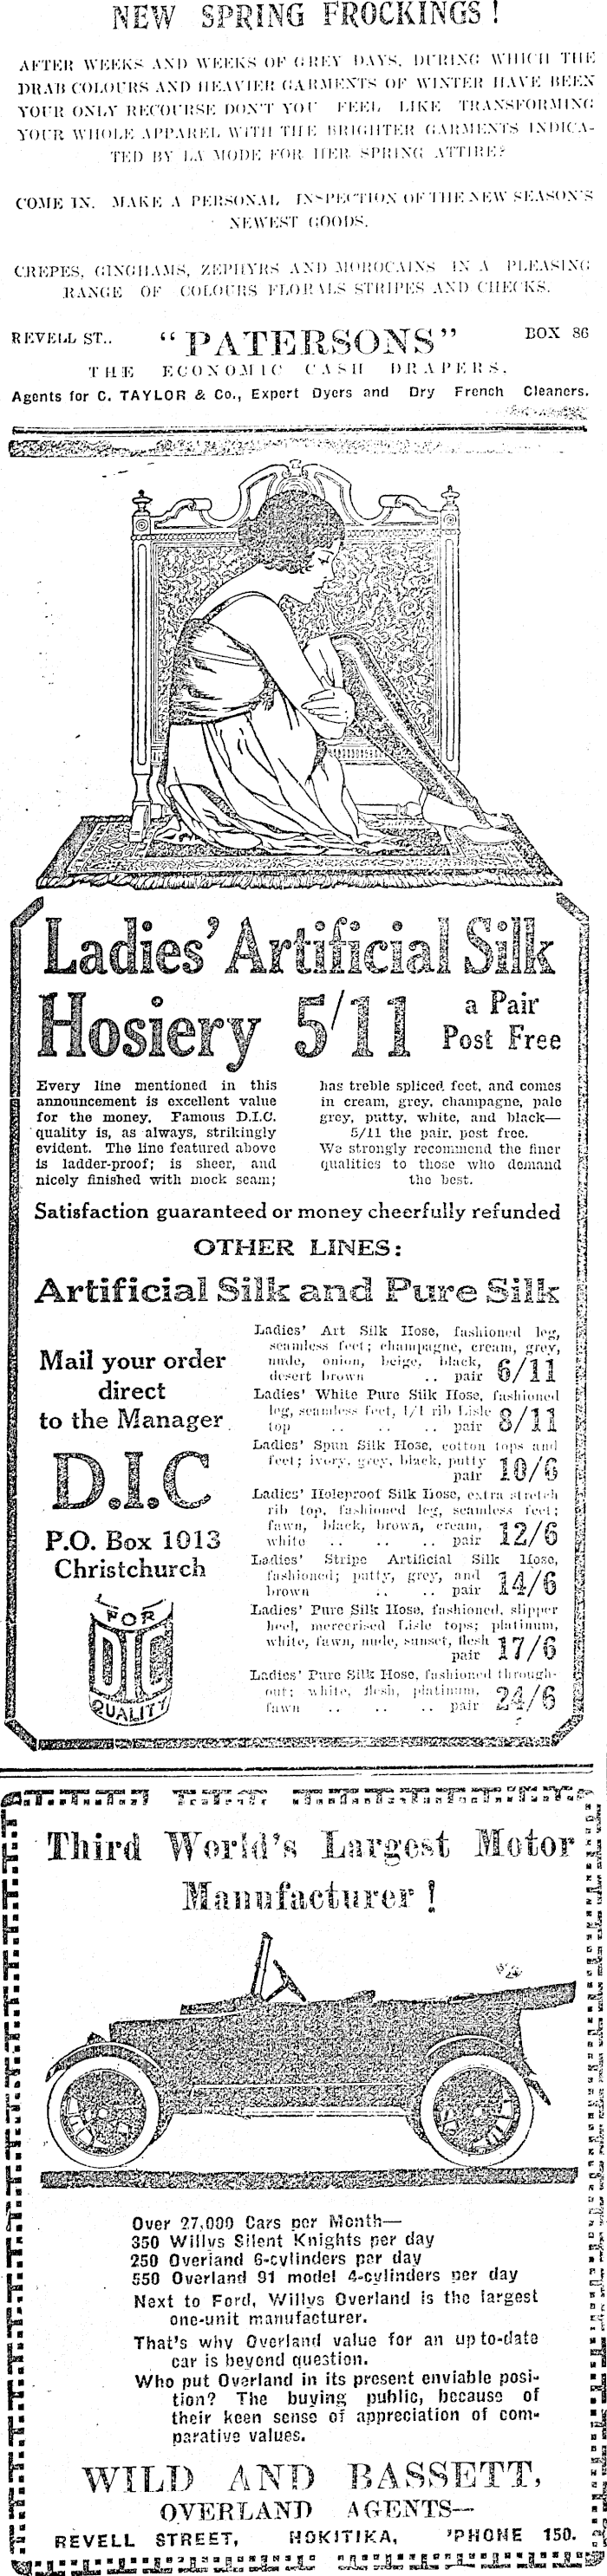 NEW SPRING FROCKINGS!
AFTER WEEKS AND WEEKS OF GREY DAYS, DURING WHICH THE
DRAB COLOURS AND HEAVIER GARMENTS OF WINTER HAVE BEEN
YOUR ONLY RECOURSE DON'T YOU FEEL LIKE TRANSFORMING
YOUR WHOLE APPAREL WITH THE BRIGHTER GARMENTS INDICA-
TED BY LA MODE FOR HER SPRING ATTIRE?
COME IN. MAKE A PERSONAL INSPECTION OF THE NEW SEASON'S
NEWEST GOODS.
CREPES, GINGHAMS, ZEPHYRS AND MOROCAINS IN A PLEASING
RANGE OF COLOURS FLORALS STRIPES AND CHECKS.
REVELL ST.. "PATERSONS" BOX 86
THE ECONOMIC CASH DRAPERS.
Agents for C. TAYLOR & Co., Expert Dyers and Dry French Cleaners.
Ladies' Artificial Silk
Hosiery 5/11 a Pair
Post Free
Every line mentioned in this
announcement is excellent value
for the money. Famous D.I.C.
quality is, as always, strikingly
evident. The line featured above
is ladder-proof; is sheer, and
nicely finished with mock seam;
has treble spliced feet, and comes
in cream, grey, champagne, pale
grey, putty, white, and black—
5/11 the pair, post free.
We strongly recommend the finer
qualities to those who demand
the best.
Satisfaction guaranteed or money cheerfully refunded
OTHER LINES:
Artificial Silk and Pure Silk
Mail your order
direct
to the Manager
D.I.C
P.O. Box 1013
Christchurch
FOR
DIC
QUALITY
Ladies' Art Silk Hose, fashioned leg,
seamless feet; champagne, cream, grey,
nude, onion, beige, black,
desert brown .. pair 6/11
Ladies' White Pure Silk Hose, fashioned
leg, seamless feet, 1/1 rib Lisle
top .. .. .. pair 8/11
Ladies' Spun Silk Hose, cotton tops and
feet; ivory, grey, black, putty
pair 10/6
Ladies' Holeproof Silk Hose, extra stretch
rib top, fashioned leg, seamless feet;
fawn, black, brown, cream,
white .. .. .. pair 12/6
Ladies' Stripe Artificial Silk Hose,
fashioned; putty, grey, and
brown .. .. pair 14/6
Ladies' Pure Silk Hose, fashioned, slipper
heel, mercerised Lisle tops; platinum,
white, fawn, nude, sunset, flesh
pair 17/6
Ladies' Pure Silk Hose, fashioned through-
out; white, flesh, platinum,
fawn .. .. .. pair 24/6
Third World's Largest Motor
Manufacturer!
Over 27,000 Cars per Month—
350 Willys Silent Knights per day
250 Overland 6-cylinders per day
550 Overland 91 model 4-cylinders per day
Next to Ford, Willys Overland is the largest
one-unit manufacturer.
That's why Overland value for an up to-date
car is beyond question.
Who put Overland in its present enviable posi-
tion? The buying public, because of
their keen sense of appreciation of com-
parative values.
WILD AND BASSETT,
OVERLAND AGENTS—
REVELL STREET, HOKITIKA, 'PHONE 150.